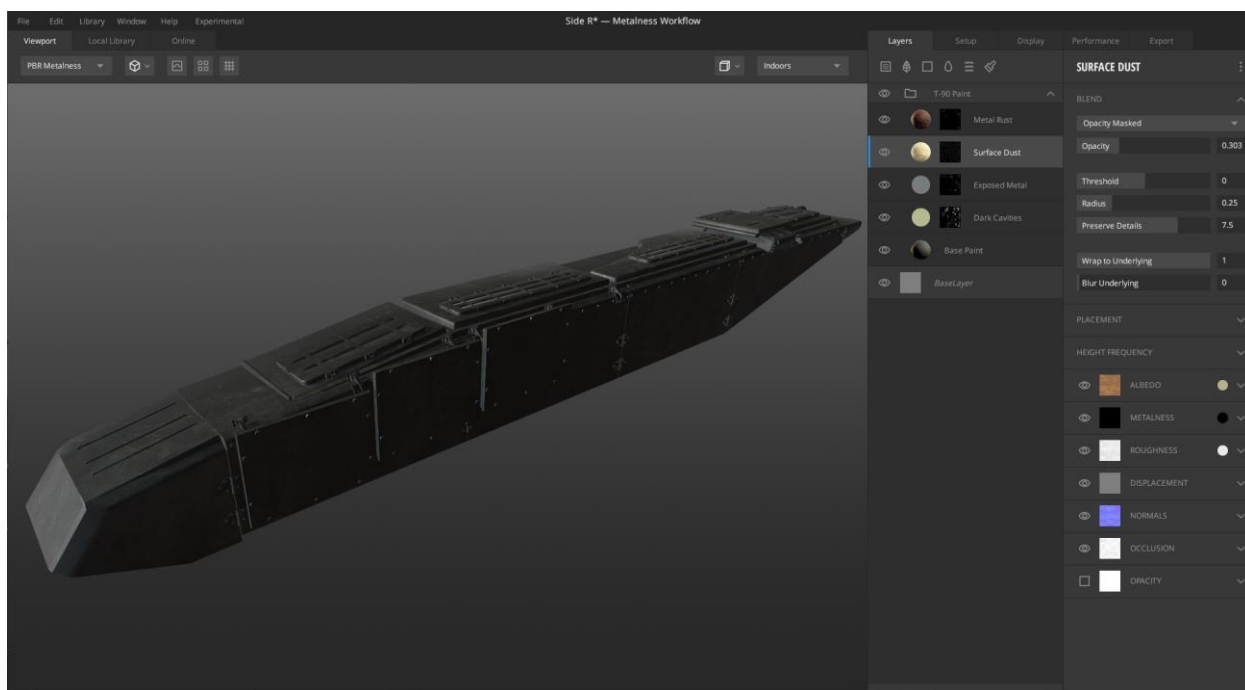 File Edit Library Window Help Experimental
Side R* — Metalness Workflow
Viewport Local Library Online
Layers Setup Display Performance Export
PBR Metalness
Indoors
SURFACE DUST
T-90 Paint
Metal Rust
Surface Dust
Exposed Metal
Dark Cavities
Base Paint
BaseLayer
BLEND
Opacity Masked
Opacity 0.303
Threshold 0
Radius 0.25
Preserve Details 7.5
Wrap to Underlying 1
Blur Underlying 0
PLACEMENT
HEIGHT FREQUENCY
ALBEDO
METALNESS
ROUGHNESS
DISPLACEMENT
NORMALS
OCCLUSION
OPACITY